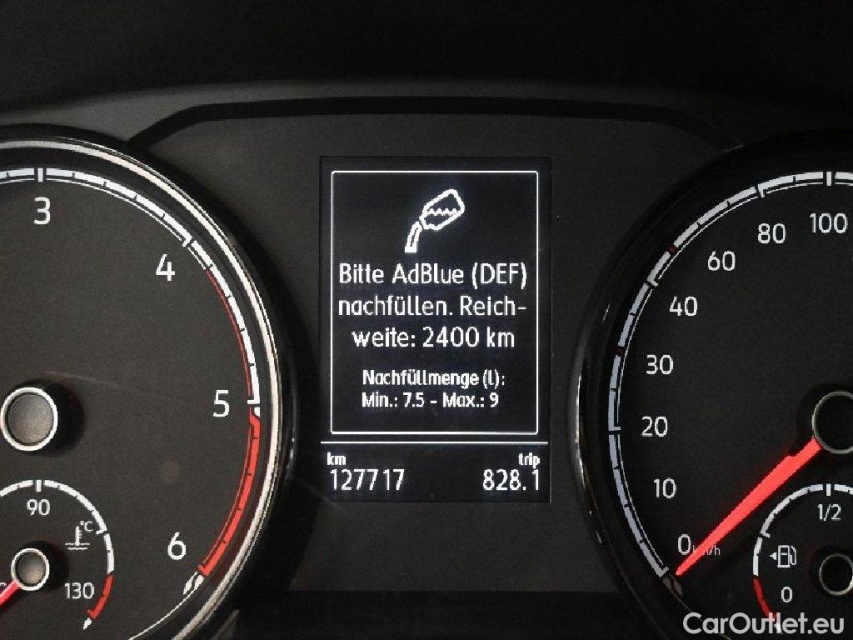 3
4
5
6
90
°C
130
Bitte AdBlue (DEF)
nachfüllen. Reich-
weite: 2400 km
Nachfüllmenge (l):
Min.: 7.5 - Max.: 9
km trip
127717 828.1
100
80
60
40
30
20
10
0 km/h
1/2
0
CarOutlet.eu